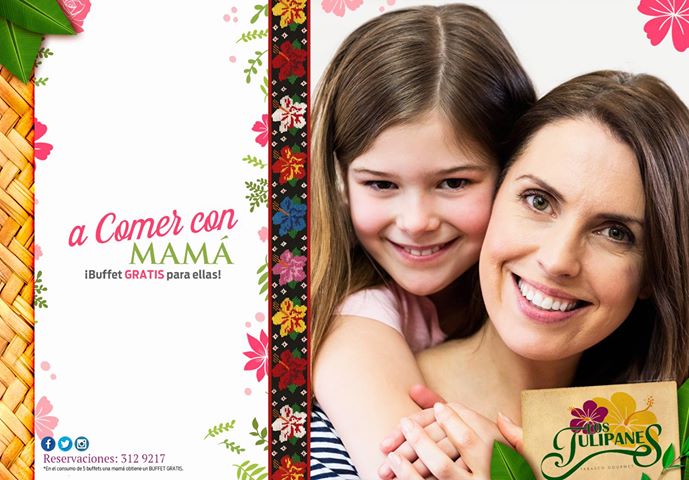 a Comer con
MAMÁ
¡Buffet GRATIS para ellas!
Reservaciones: 312 9217
*En el consumo de 5 buffets una mamá obtiene un BUFFET GRATIS.
LOS
TULIPANES
TABASCO GOURMET